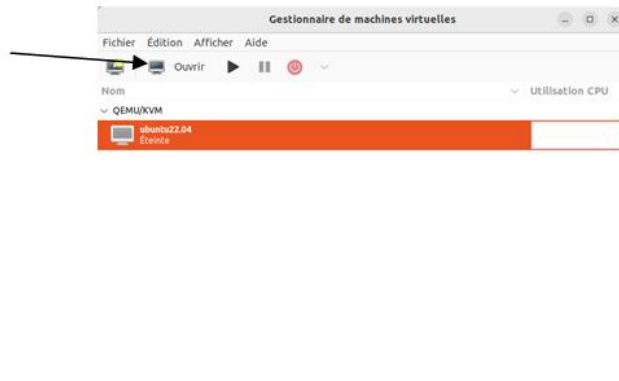 Gestionnaire de machines virtuelles
Fichier Édition Afficher Aide
Ouvrir
Nom Utilisation CPU
QEMU/KVM
ubuntu22.04
Éteinte